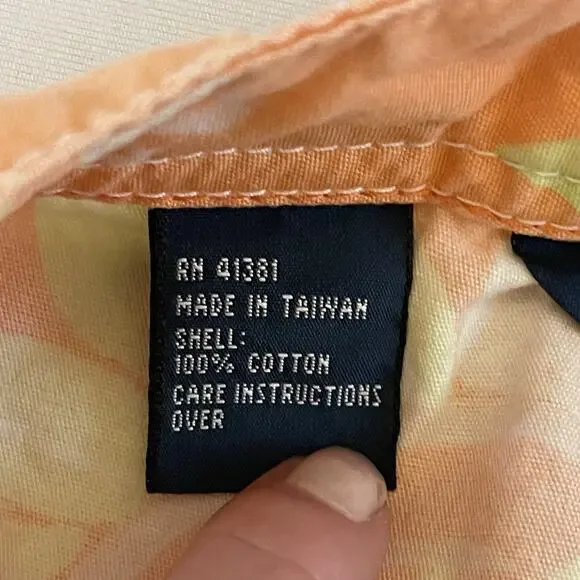 RN 41381
MADE IN TAIWAN
SHELL:
100% COTTON
CARE INSTRUCTIONS
OVER